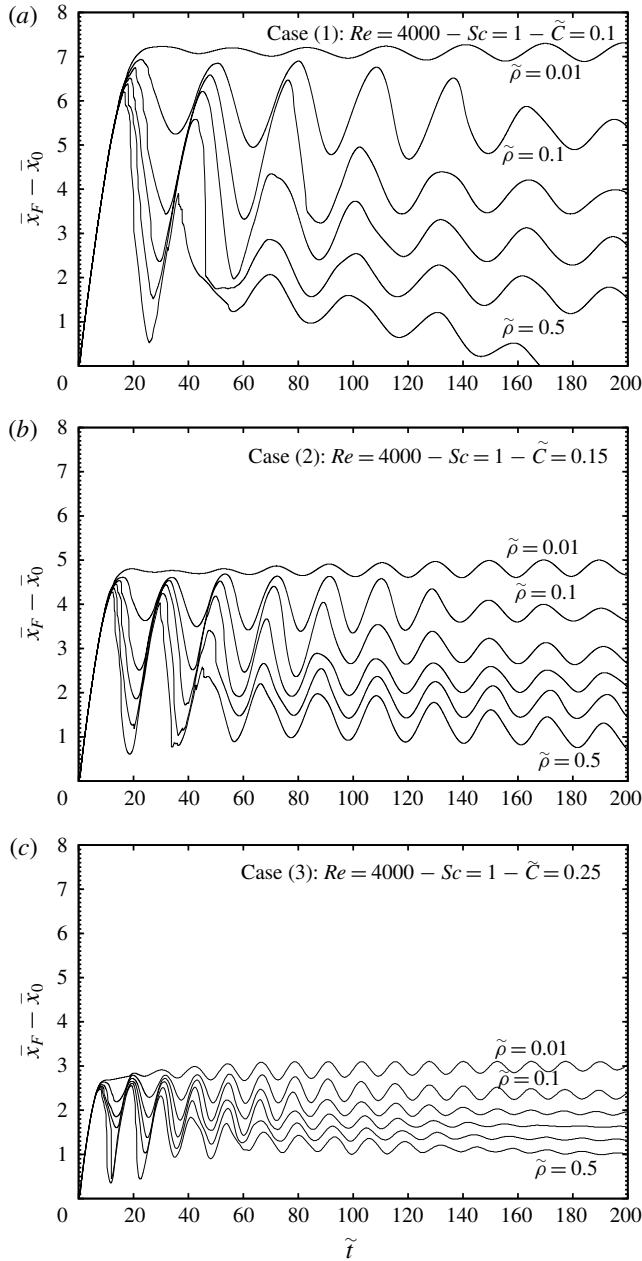 (a)
8
Case (1): Re = 4000 − Sc = 1 − C̃ = 0.1
7
ρ̃ = 0.01
6
5
ρ̃ = 0.1
x̄F − x̄0
4
3
2
ρ̃ = 0.5
1
0 20 40 60 80 100 120 140 160 180 200
(b)
8
Case (2): Re = 4000 − Sc = 1 − C̃ = 0.15
7
6
5
ρ̃ = 0.01
ρ̃ = 0.1
x̄F − x̄0
4
3
2
1
ρ̃ = 0.5
0 20 40 60 80 100 120 140 160 180 200
(c)
8
Case (3): Re = 4000 − Sc = 1 − C̃ = 0.25
7
6
5
x̄F − x̄0
4
ρ̃ = 0.01
3
ρ̃ = 0.1
2
1
ρ̃ = 0.5
0 20 40 60 80 100 120 140 160 180 200
t̃